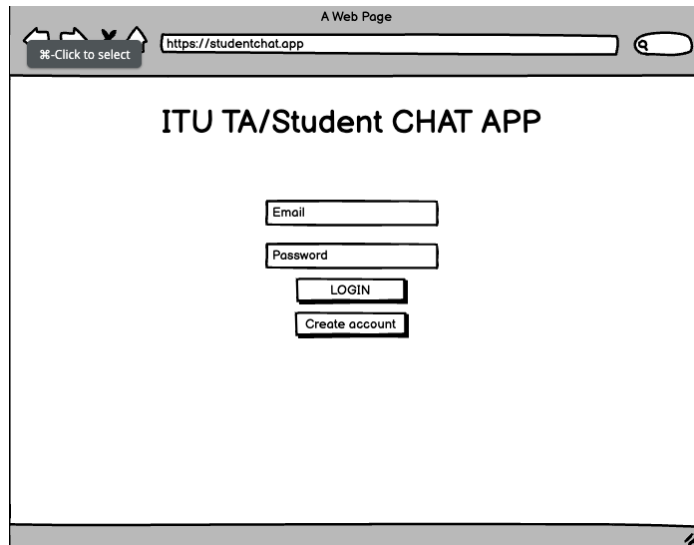 A Web Page
https://studentchat.app
⌘-Click to select
ITU TA/Student CHAT APP
Email
Password
LOGIN
Create account